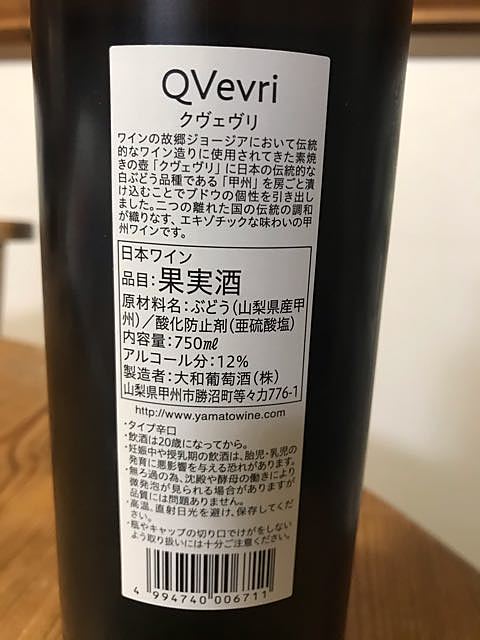 QVevri
クヴェヴリ
ワインの故郷ジョージアにおいて伝統
的なワイン造りに使用されてきた素焼
きの壺「クヴェヴリ」に日本の伝統的な
白ぶどう品種である「甲州」を房ごと漬
け込むことでブドウの個性を引き出し
ました。二つの離れた国の伝統の調和
が織りなす、エキゾチックな味わいの甲
州ワインです。
日本ワイン
品目：果実酒
原材料名：ぶどう(山梨県産甲
州)／酸化防止剤(亜硫酸塩)
内容量：750㎖
アルコール分：12%
製造者：大和葡萄酒(株)
山梨県甲州市勝沼町等々力776-1
http://www.yamatowine.com
・タイプ辛口
・飲酒は20歳になってから。
・妊娠中や授乳期の飲酒は、胎児・乳児の
発育に悪影響を与える恐れがあります。
・無ろ過の為、沈殿や酵母の働きにより
微発泡が見られる場合がありますが
品質には問題ありません。
・高温、直射日光を避け、保存してくだ
さい。
・瓶やキャップの切り口でけがをしない
よう取り扱いには十分ご注意ください。
4 994740 006711